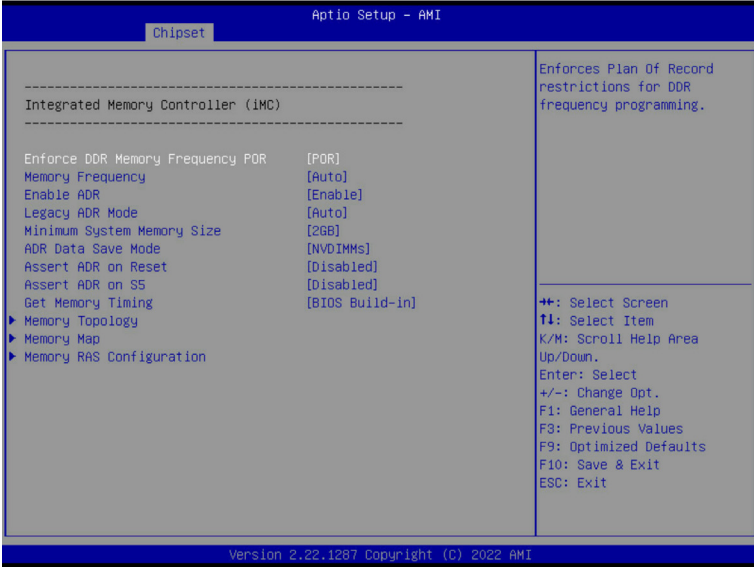 Aptio Setup – AMI
Chipset
--------------------------------------------------
Integrated Memory Controller (iMC)
--------------------------------------------------
Enforce DDR Memory Frequency POR [POR]
Memory Frequency [Auto]
Enable ADR [Enable]
Legacy ADR Mode [Auto]
Minimum System Memory Size [2GB]
ADR Data Save Mode [NVDIMMs]
Assert ADR on Reset [Disabled]
Assert ADR on S5 [Disabled]
Get Memory Timing [BIOS Build-in]
Memory Topology
Memory Map
Memory RAS Configuration
Enforces Plan Of Record
restrictions for DDR
frequency programming.
→←: Select Screen
↑↓: Select Item
K/M: Scroll Help Area
Up/Down.
Enter: Select
+/-: Change Opt.
F1: General Help
F3: Previous Values
F9: Optimized Defaults
F10: Save & Exit
ESC: Exit
Version 2.22.1287 Copyright (C) 2022 AMI